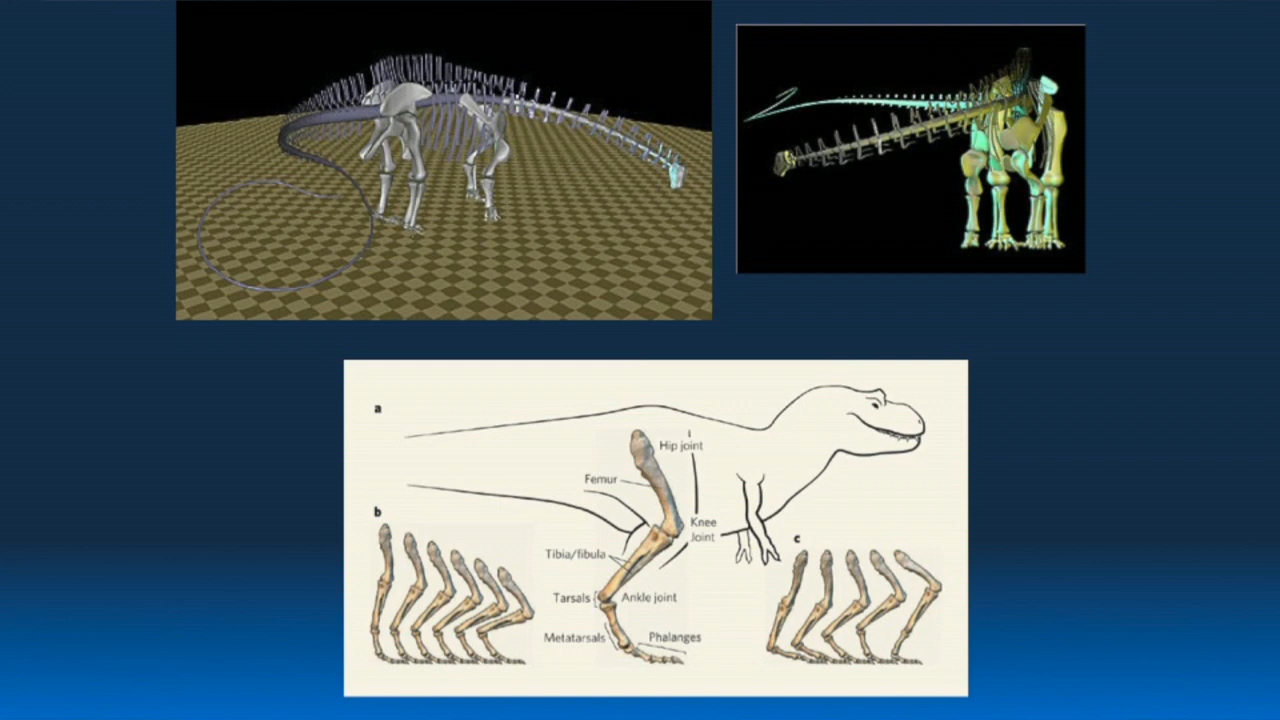 a
Hip joint
Femur
b
Knee
Joint
c
Tibia/fibula
Tarsals
Ankle joint
Metatarsals
Phalanges